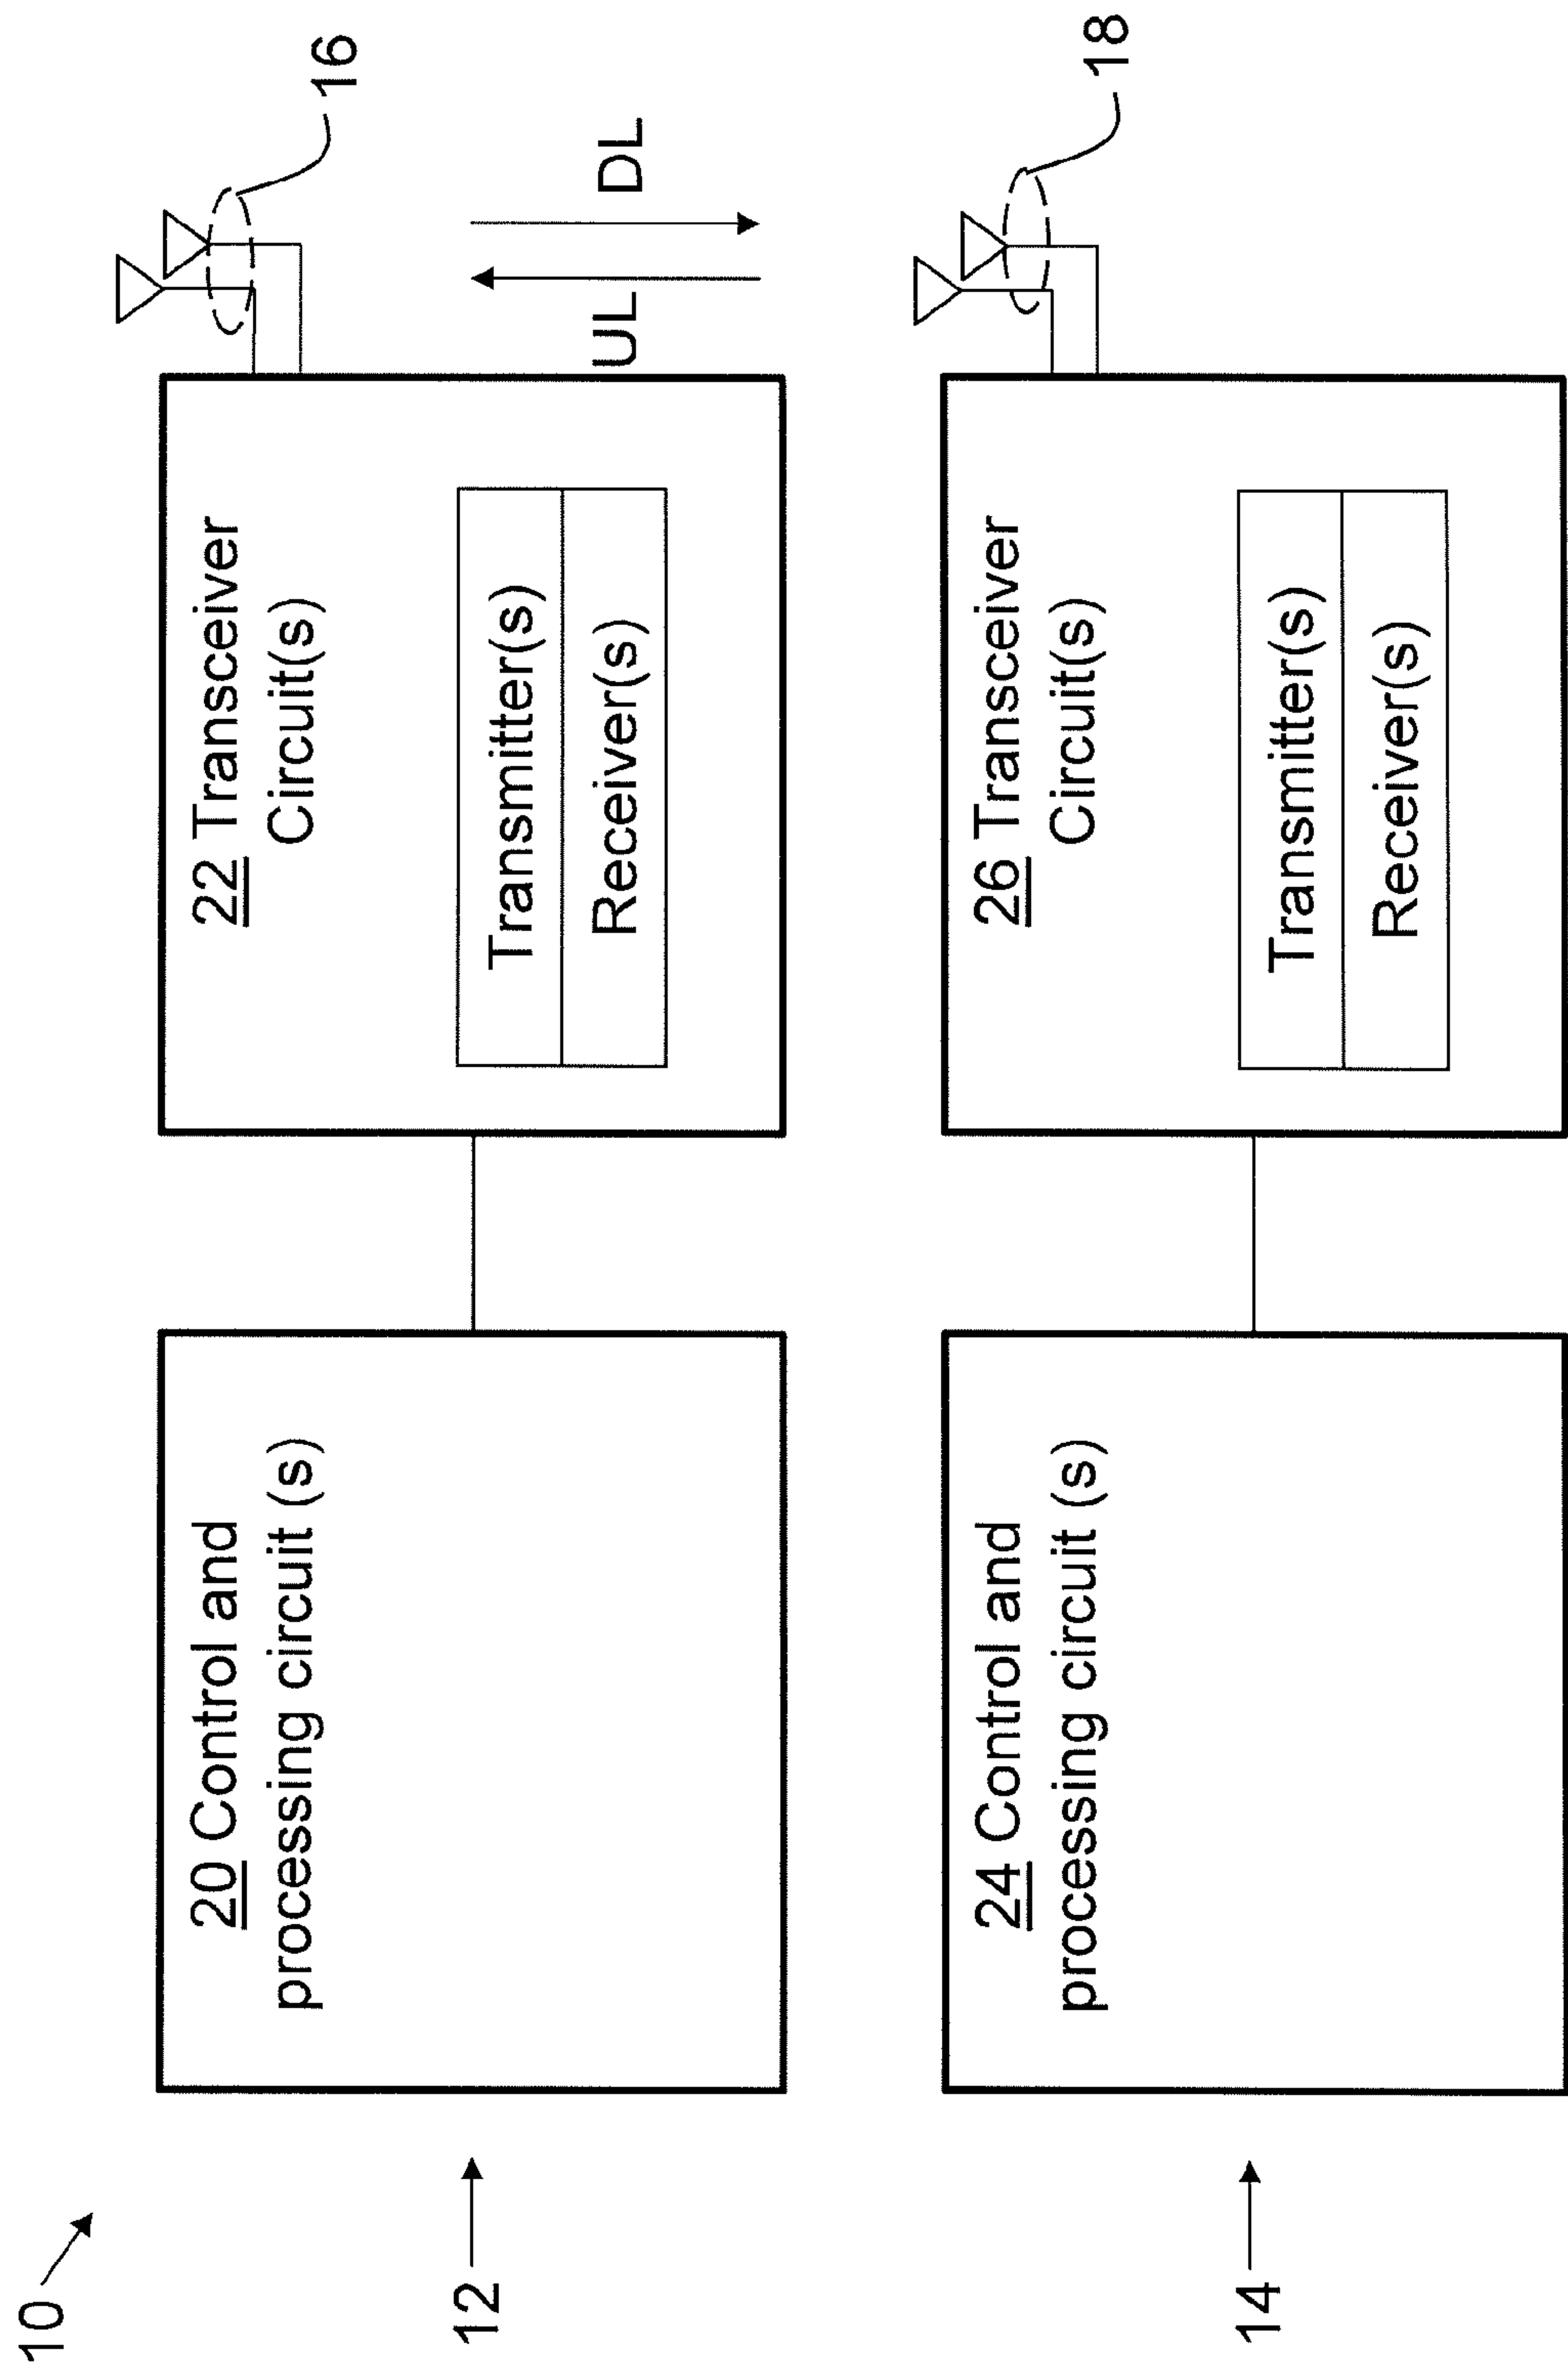 10
12
20 Control and
processing circuit (s)
22 Transceiver
Circuit(s)
Transmitter(s)
Receiver(s)
16
UL
DL
14
24 Control and
processing circuit (s)
26 Transceiver
Circuit(s)
Transmitter(s)
Receiver(s)
18